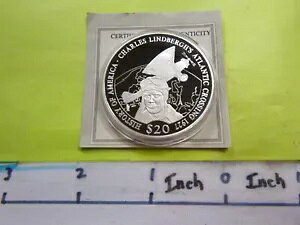 CERTIFICATE OF AUTHENTICITY
HISTORY OF AMERICA • CHARLES LINDBERGH'S ATLANTIC CROSSING 1927
$20
3 2 1 Inch 0 Inch 1